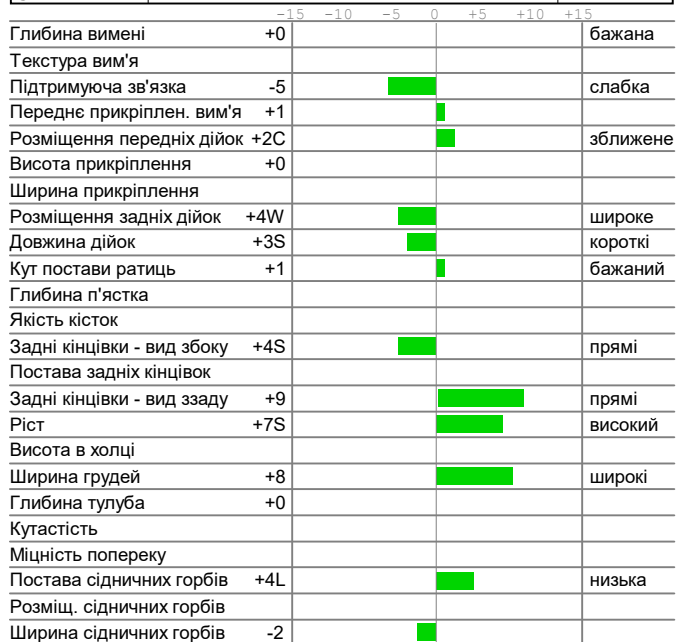 -15 -10 -5 0 +5 +10 +15
Глибина вимені +0 бажана
Текстура вим'я
Підтримуюча зв'язка -5 слабка
Переднє прикріплен. вим'я +1
Розміщення передніх дійок +2C зближене
Висота прикріплення +0
Ширина прикріплення
Розміщення задніх дійок +4W широке
Довжина дійок +3S короткі
Кут постави ратиць +1 бажаний
Глибина п'ястка
Якість кісток
Задні кінцівки - вид збоку +4S прямі
Постава задніх кінцівок
Задні кінцівки - вид ззаду +9 прямі
Ріст +7S високий
Висота в холці
Ширина грудей +8 широкі
Глибина тулуба +0
Кутастість
Міцність попереку
Постава сідничних горбів +4L низька
Розміщ. сідничних горбів
Ширина сідничних горбів -2